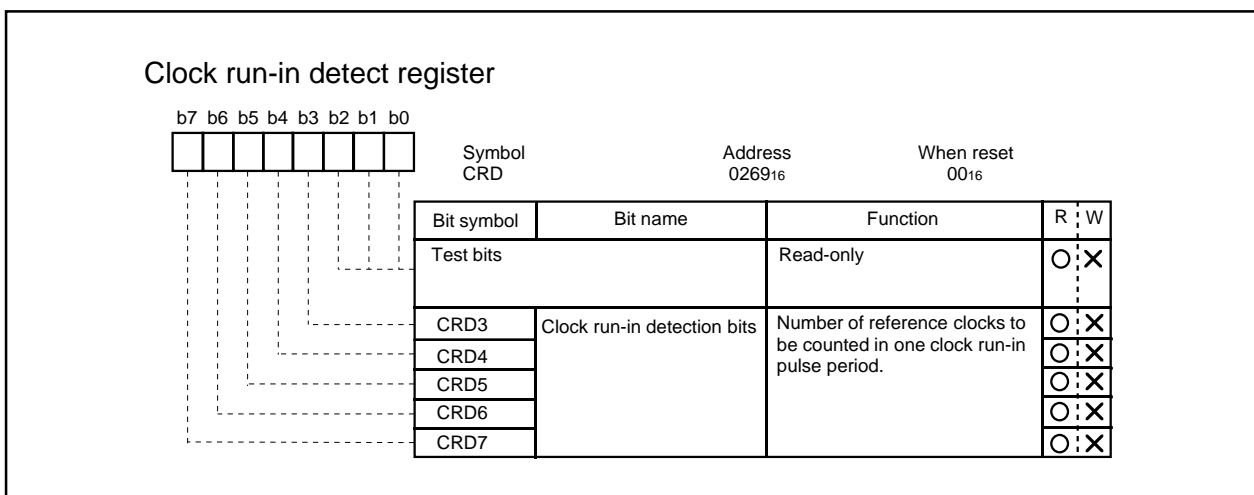 Clock run-in detect register
b7 b6 b5 b4 b3 b2 b1 b0
Symbol Address When reset
CRD 026916 0016
Bit symbol Bit name Function R W
Test bits Read-only
CRD3 Clock run-in detection bits Number of reference clocks to
be counted in one clock run-in
CRD4
pulse period.
CRD5
CRD6
CRD7